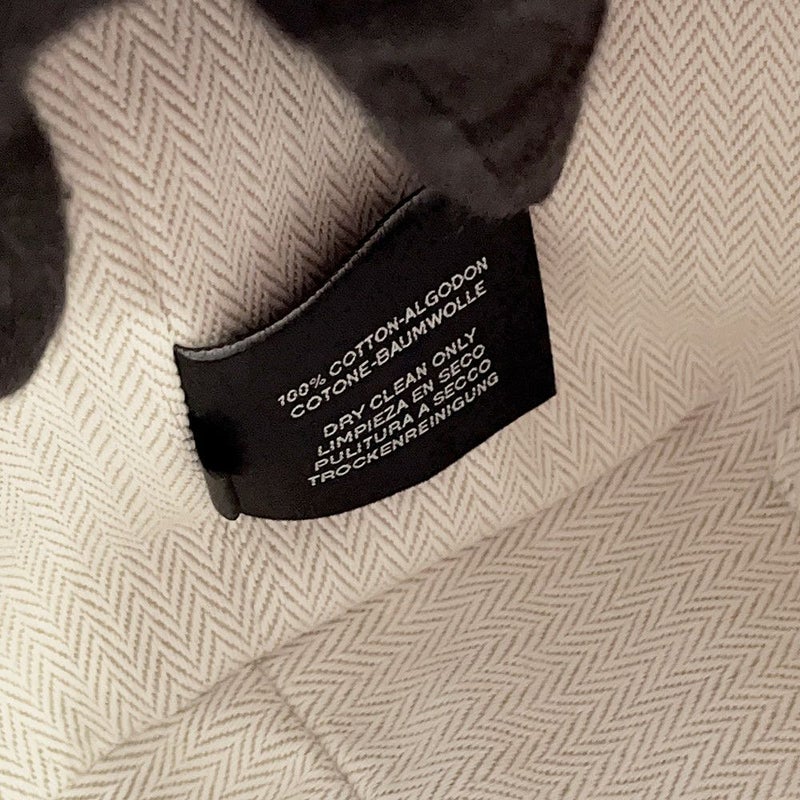 100% COTTON-ALGODON
COTONE-BAUMWOLLE
DRY CLEAN ONLY
LIMPIEZA EN SECO
PULITURA A SECCO
TROCKENREINIGUNG